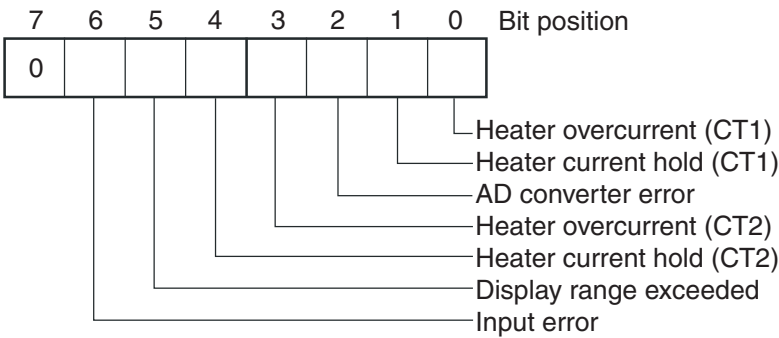 7 6 5 4 3 2 1 0 Bit position
0
Heater overcurrent (CT1)
Heater current hold (CT1)
AD converter error
Heater overcurrent (CT2)
Heater current hold (CT2)
Display range exceeded
Input error